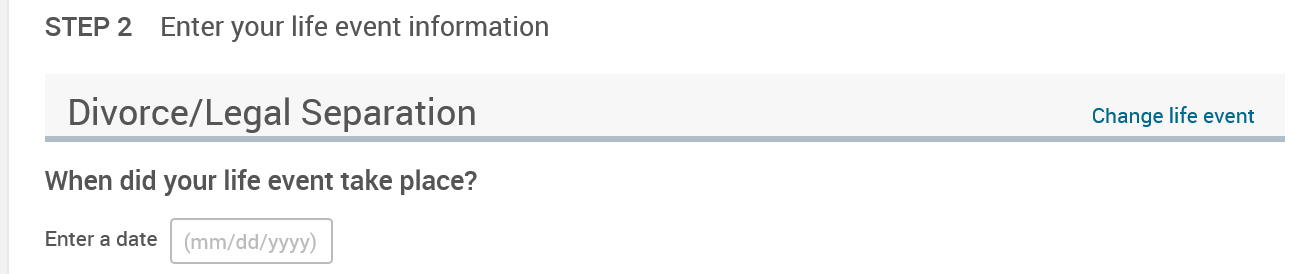 STEP 2 Enter your life event information
Divorce/Legal Separation
Change life event
When did your life event take place?
Enter a date (mm/dd/yyyy)